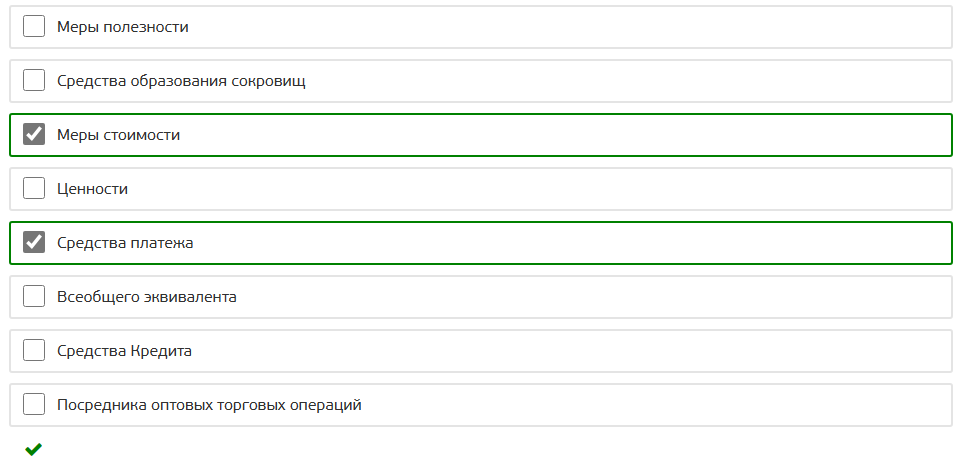 Меры полезности
Средства образования сокровищ
Меры стоимости
Ценности
Средства платежа
Всеобщего эквивалента
Средства Кредита
Посредника оптовых торговых операций